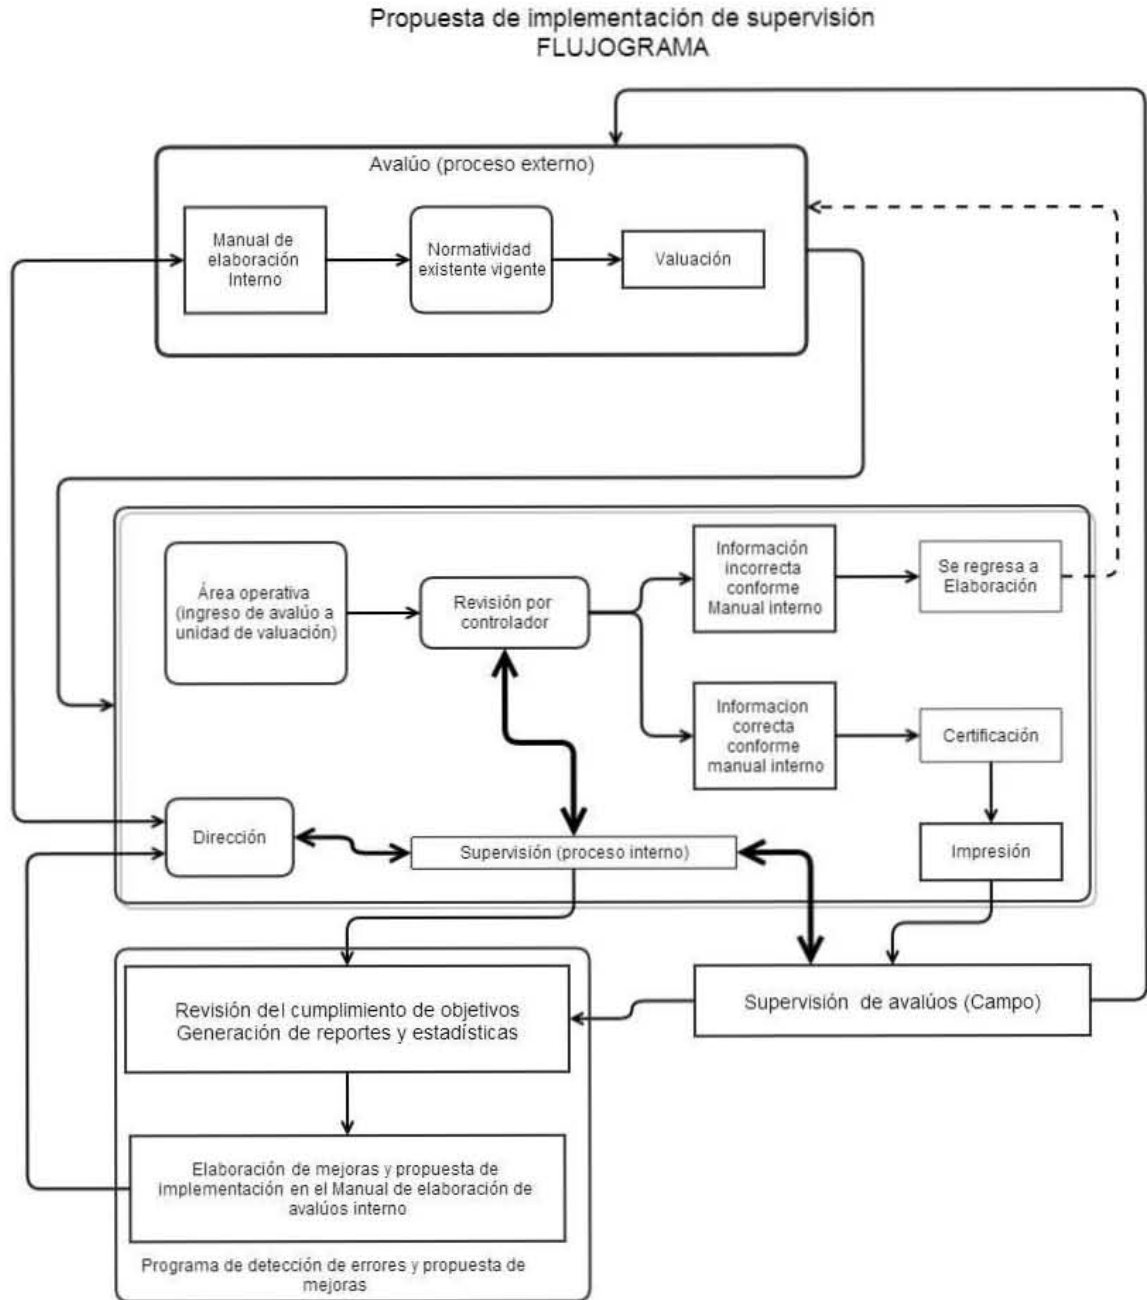 Propuesta de implementación de supervisión
FLUJOGRAMA
Avalúo (proceso externo)
Manual de
elaboración
Interno
Normatividad
existente vigente
Valuación
Área operativa
(ingreso de avalúo a
unidad de valuación)
Revisión por
controlador
Información
incorrecta
conforme
Manual interno
Se regresa a
Elaboración
Informacion
correcta
conforme
manual interno
Certificación
Dirección
Supervisión (proceso interno)
Impresión
Revisión del cumplimiento de objetivos
Generación de reportes y estadísticas
Supervisión de avalúos (Campo)
Elaboración de mejoras y propuesta de
implementación en el Manual de elaboración de
avalúos interno
Programa de detección de errores y propuesta de
mejoras